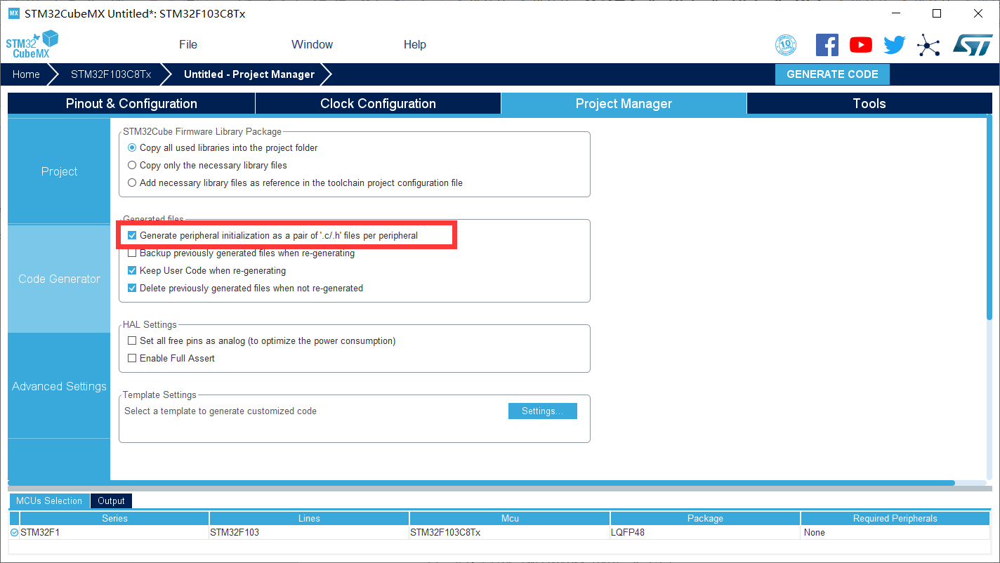 MX STM32CubeMX Untitled*: STM32F103C8Tx
STM32 CubeMX
File Window Help
10
ST
Home STM32F103C8Tx Untitled - Project Manager GENERATE CODE
Pinout & Configuration Clock Configuration Project Manager Tools
Project
Code Generator
Advanced Settings
STM32Cube Firmware Library Package
Copy all used libraries into the project folder
Copy only the necessary library files
Add necessary library files as reference in the toolchain project configuration file
Generated files
Generate peripheral initialization as a pair of '.c/.h' files per peripheral
Backup previously generated files when re-generating
Keep User Code when re-generating
Delete previously generated files when not re-generated
HAL Settings
Set all free pins as analog (to optimize the power consumption)
Enable Full Assert
Template Settings
Select a template to generate customized code Settings...
MCUs Selection Output
Series Lines Mcu Package Required Peripherals
STM32F1 STM32F103 STM32F103C8Tx LQFP48 None